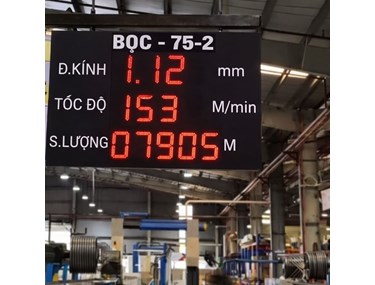 BỌC - 75-2
Đ.KÍNH 1.12 mm
TỐC ĐỘ 153 M/min
S.LƯỢNG 07905 M